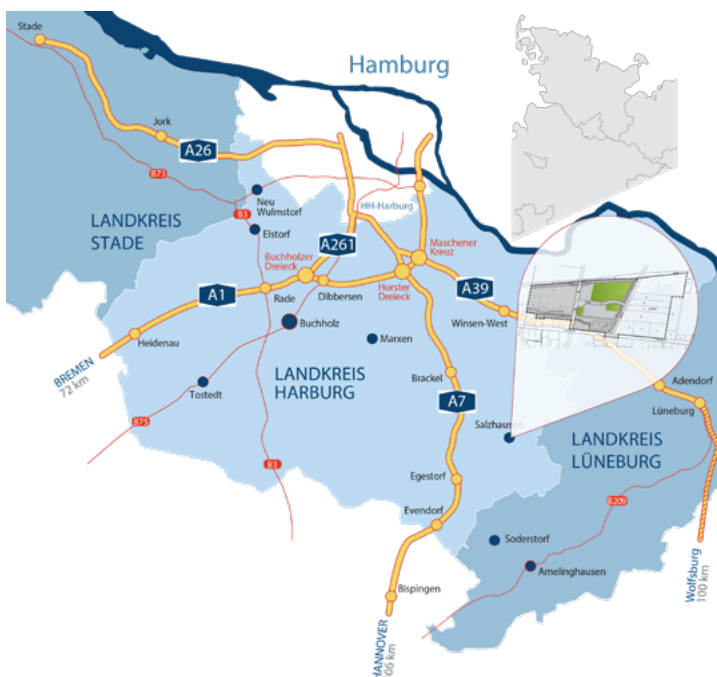 Stade
Hamburg
Jork
A26
B73
HH-Harburg
B3
Neu
Wulmstorf
LANDKREIS
STADE
Elstorf
A261
Maschener
Kreuz
Buchholzer
Dreieck
A1
Rade
Dibbersen
Horster
Dreieck
A39
Winsen-West
Buchholz
Heidenau
Marxen
BREMEN
72 km
LANDKREIS
HARBURG
Brackel
Adendorf
Tostedt
A7
Lüneburg
Salzhausen
B75
LANDKREIS
LÜNEBURG
B3
Egestorf
B209
Evendorf
Soderstorf
Amelinghausen
Wolfsburg
100 km
Bispingen
HANNOVER